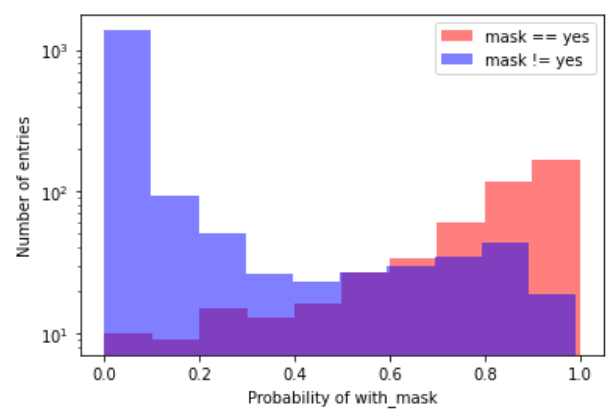 mask == yes
mask != yes
10³
10²
10¹
Number of entries
0.0 0.2 0.4 0.6 0.8 1.0
Probability of with_mask